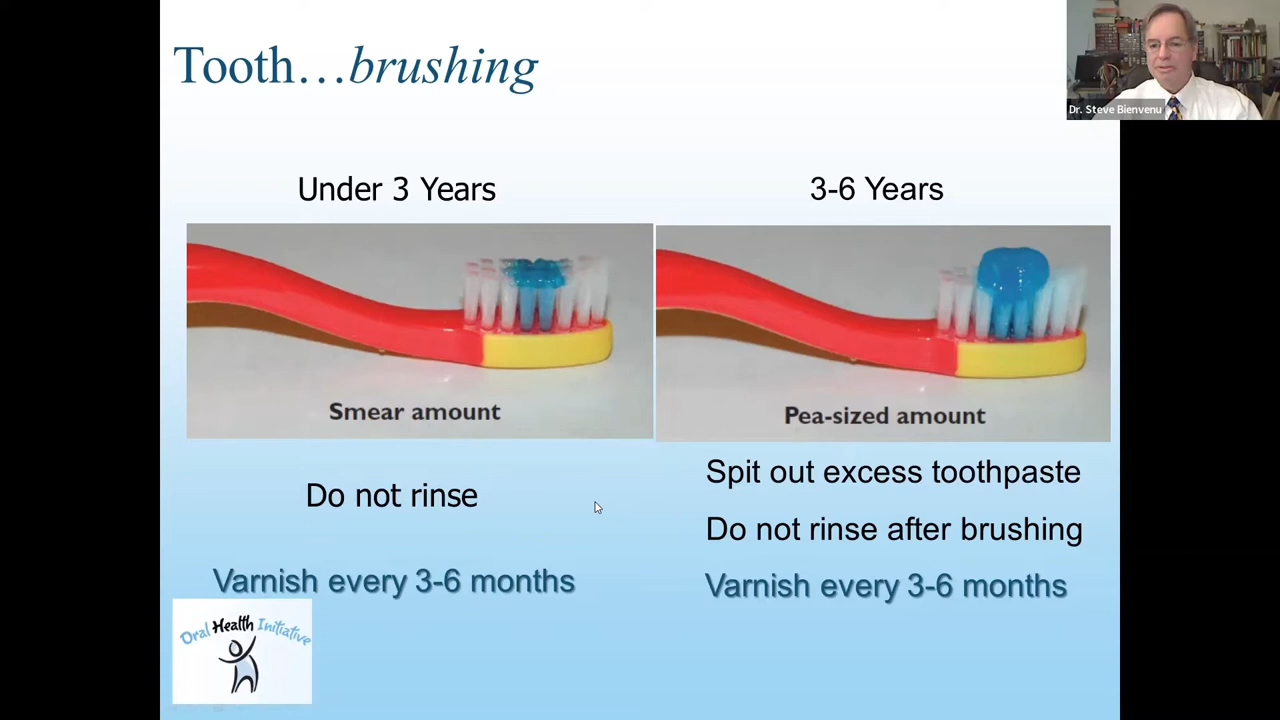 Tooth…brushing
Dr. Steve Bienvenu
Under 3 Years
3-6 Years
Smear amount
Pea-sized amount
Do not rinse
Spit out excess toothpaste
Do not rinse after brushing
Varnish every 3-6 months
Varnish every 3-6 months
Oral Health Initiative